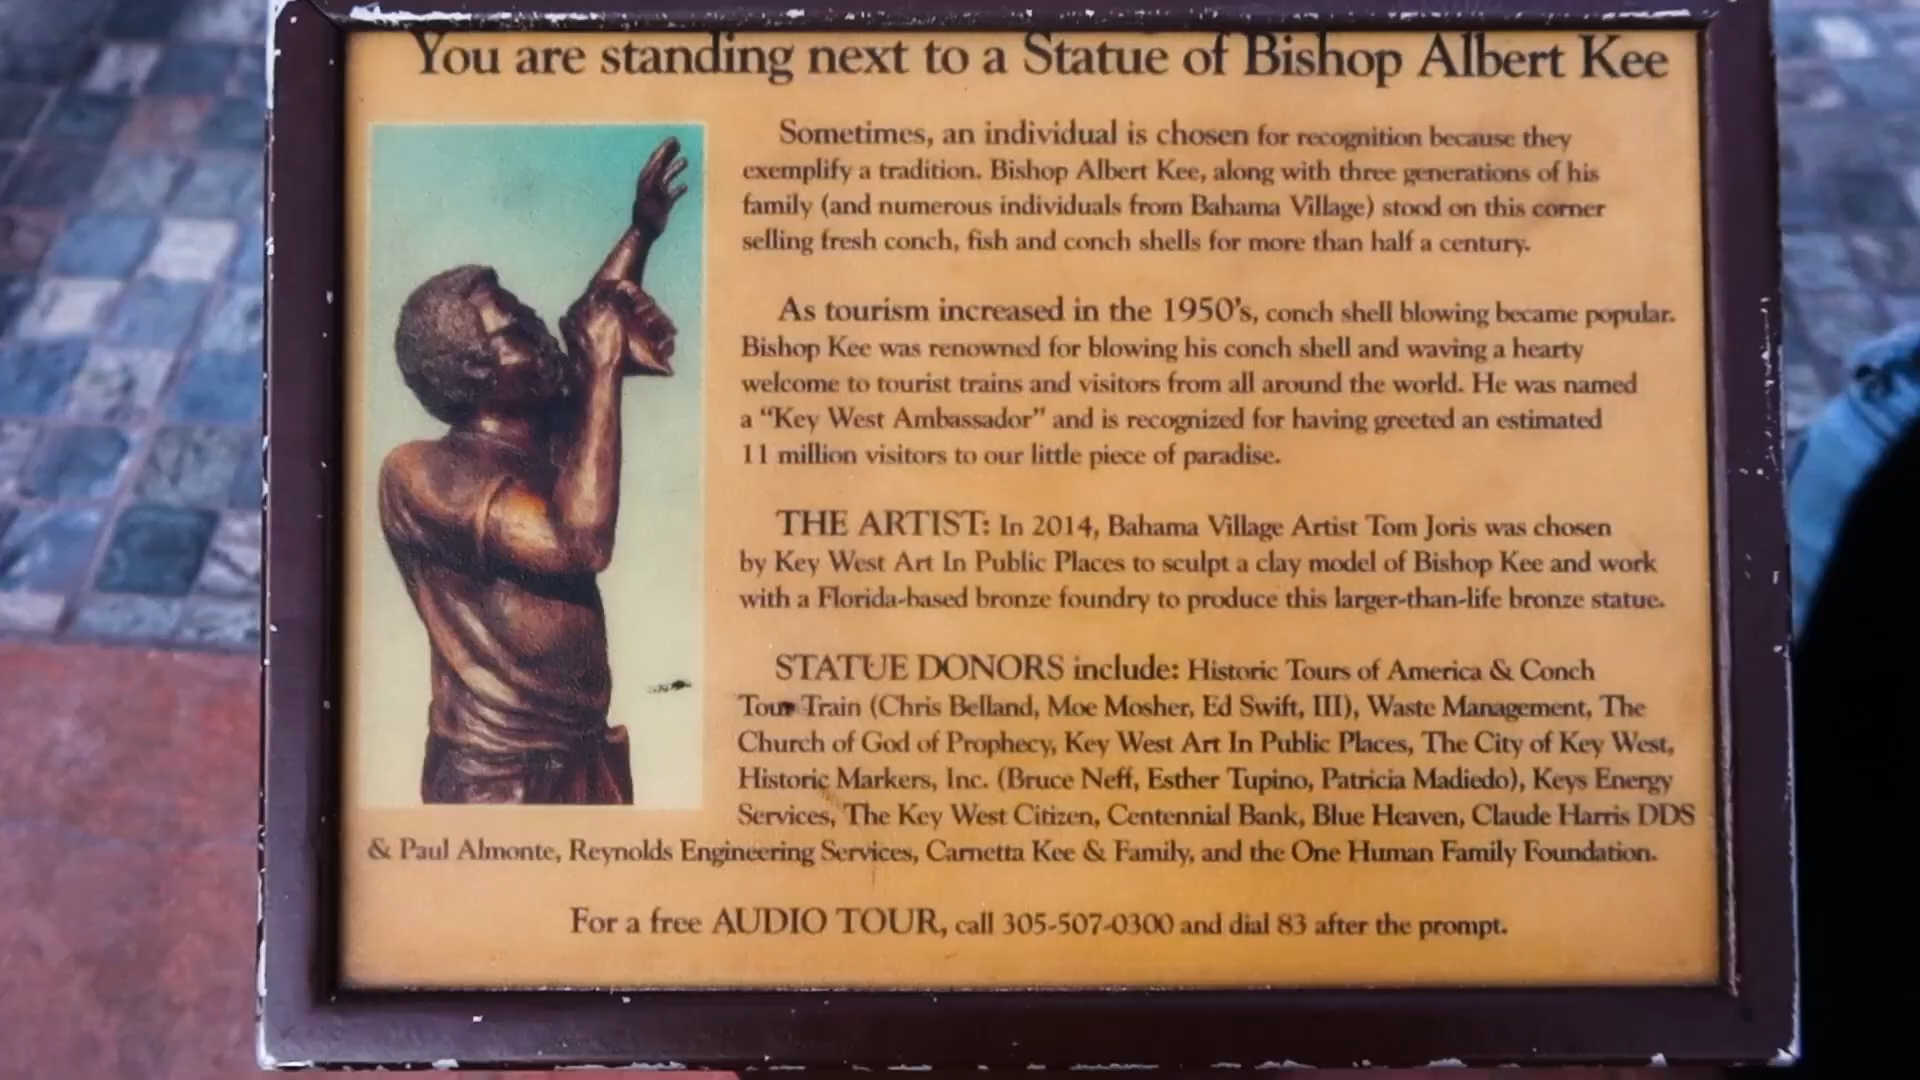 You are standing next to a Statue of Bishop Albert Kee
Sometimes, an individual is chosen for recognition because they
exemplify a tradition. Bishop Albert Kee, along with three generations of his
family (and numerous individuals from Bahama Village) stood on this corner
selling fresh conch, fish and conch shells for more than half a century.
As tourism increased in the 1950's, conch shell blowing became popular.
Bishop Kee was renowned for blowing his conch shell and waving a hearty
welcome to tourist trains and visitors from all around the world. He was named
a “Key West Ambassador” and is recognized for having greeted an estimated
11 million visitors to our little piece of paradise.
THE ARTIST: In 2014, Bahama Village Artist Tom Joris was chosen
by Key West Art In Public Places to sculpt a clay model of Bishop Kee and work
with a Florida-based bronze foundry to produce this larger-than-life bronze statue.
STATUE DONORS include: Historic Tours of America & Conch
Tour Train (Chris Belland, Moe Mosher, Ed Swift, III), Waste Management, The
Church of God of Prophecy, Key West Art In Public Places, The City of Key West,
Historic Markers, Inc. (Bruce Neff, Esther Tupino, Patricia Madiedo), Keys Energy
Services, The Key West Citizen, Centennial Bank, Blue Heaven, Claude Harris DDS
& Paul Almonte, Reynolds Engineering Services, Carnetta Kee & Family, and the One Human Family Foundation.
For a free AUDIO TOUR, call 305-507-0300 and dial 83 after the prompt.